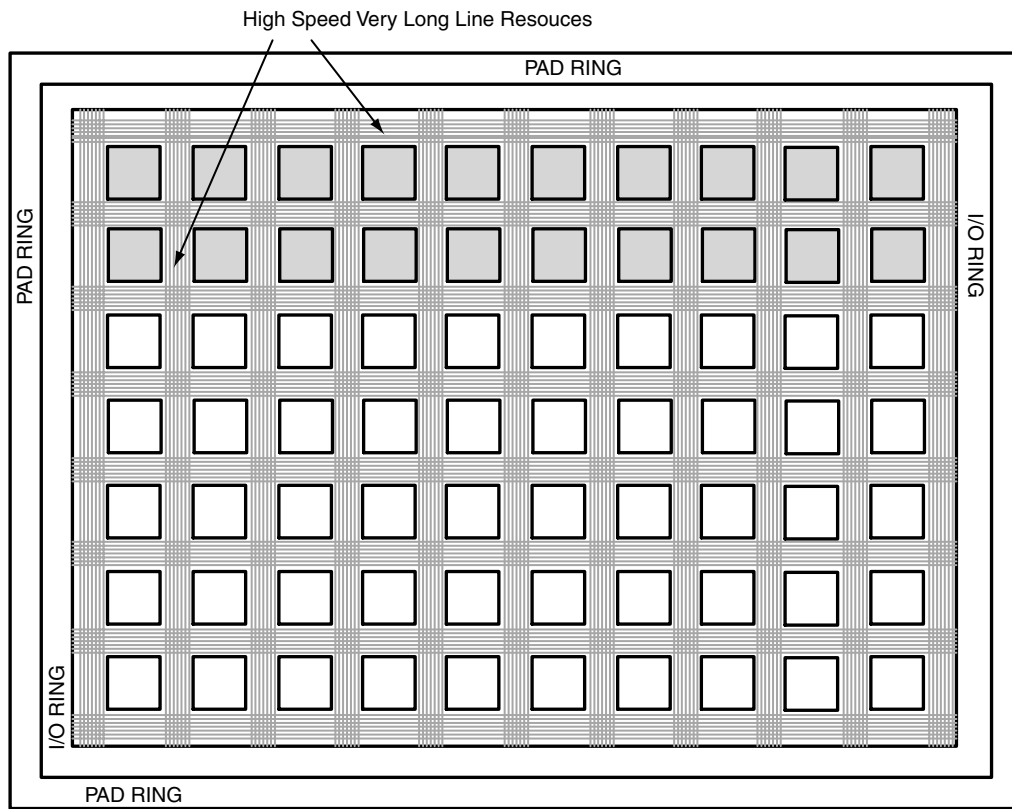 High Speed Very Long Line Resouces
PAD RING
PAD RING
I/O RING
I/O RING
PAD RING